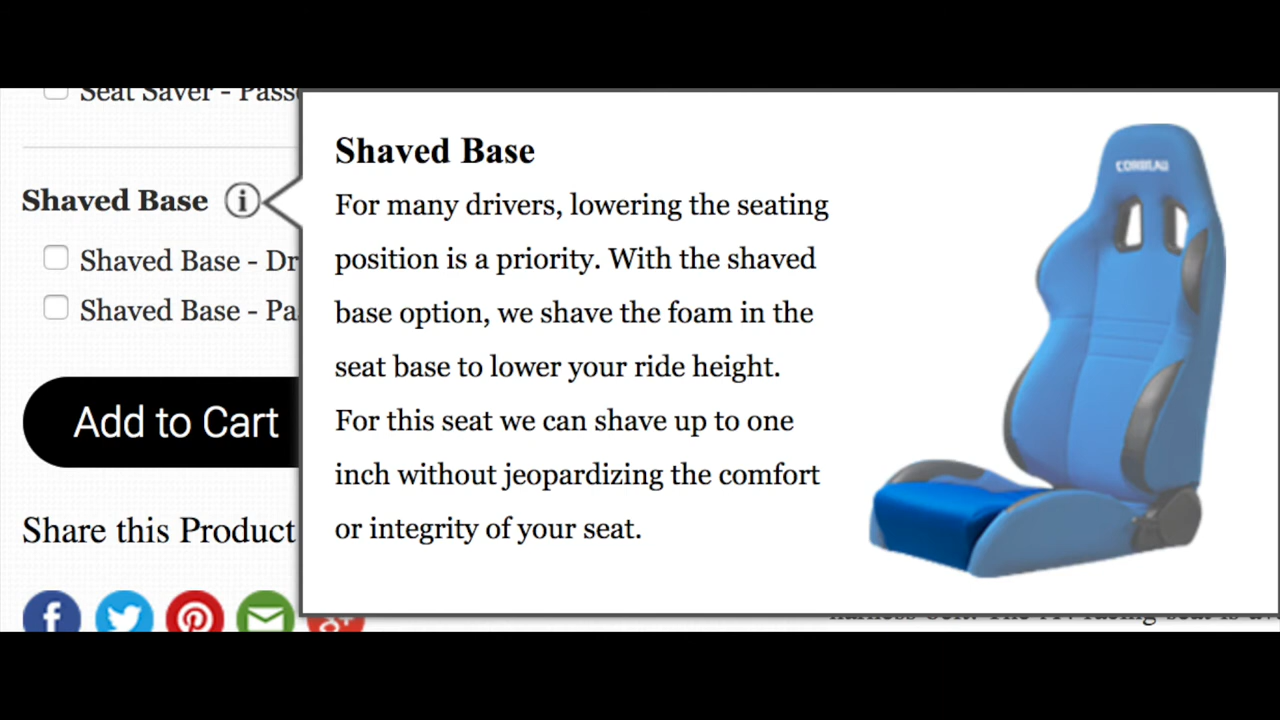 Seat Saver - Pass
Shaved Base
Shaved Base - Dr
Shaved Base - Pa
Add to Cart
Share this Product
Shaved Base
For many drivers, lowering the seating
position is a priority. With the shaved
base option, we shave the foam in the
seat base to lower your ride height.
For this seat we can shave up to one
inch without jeopardizing the comfort
or integrity of your seat.
CORBEAU